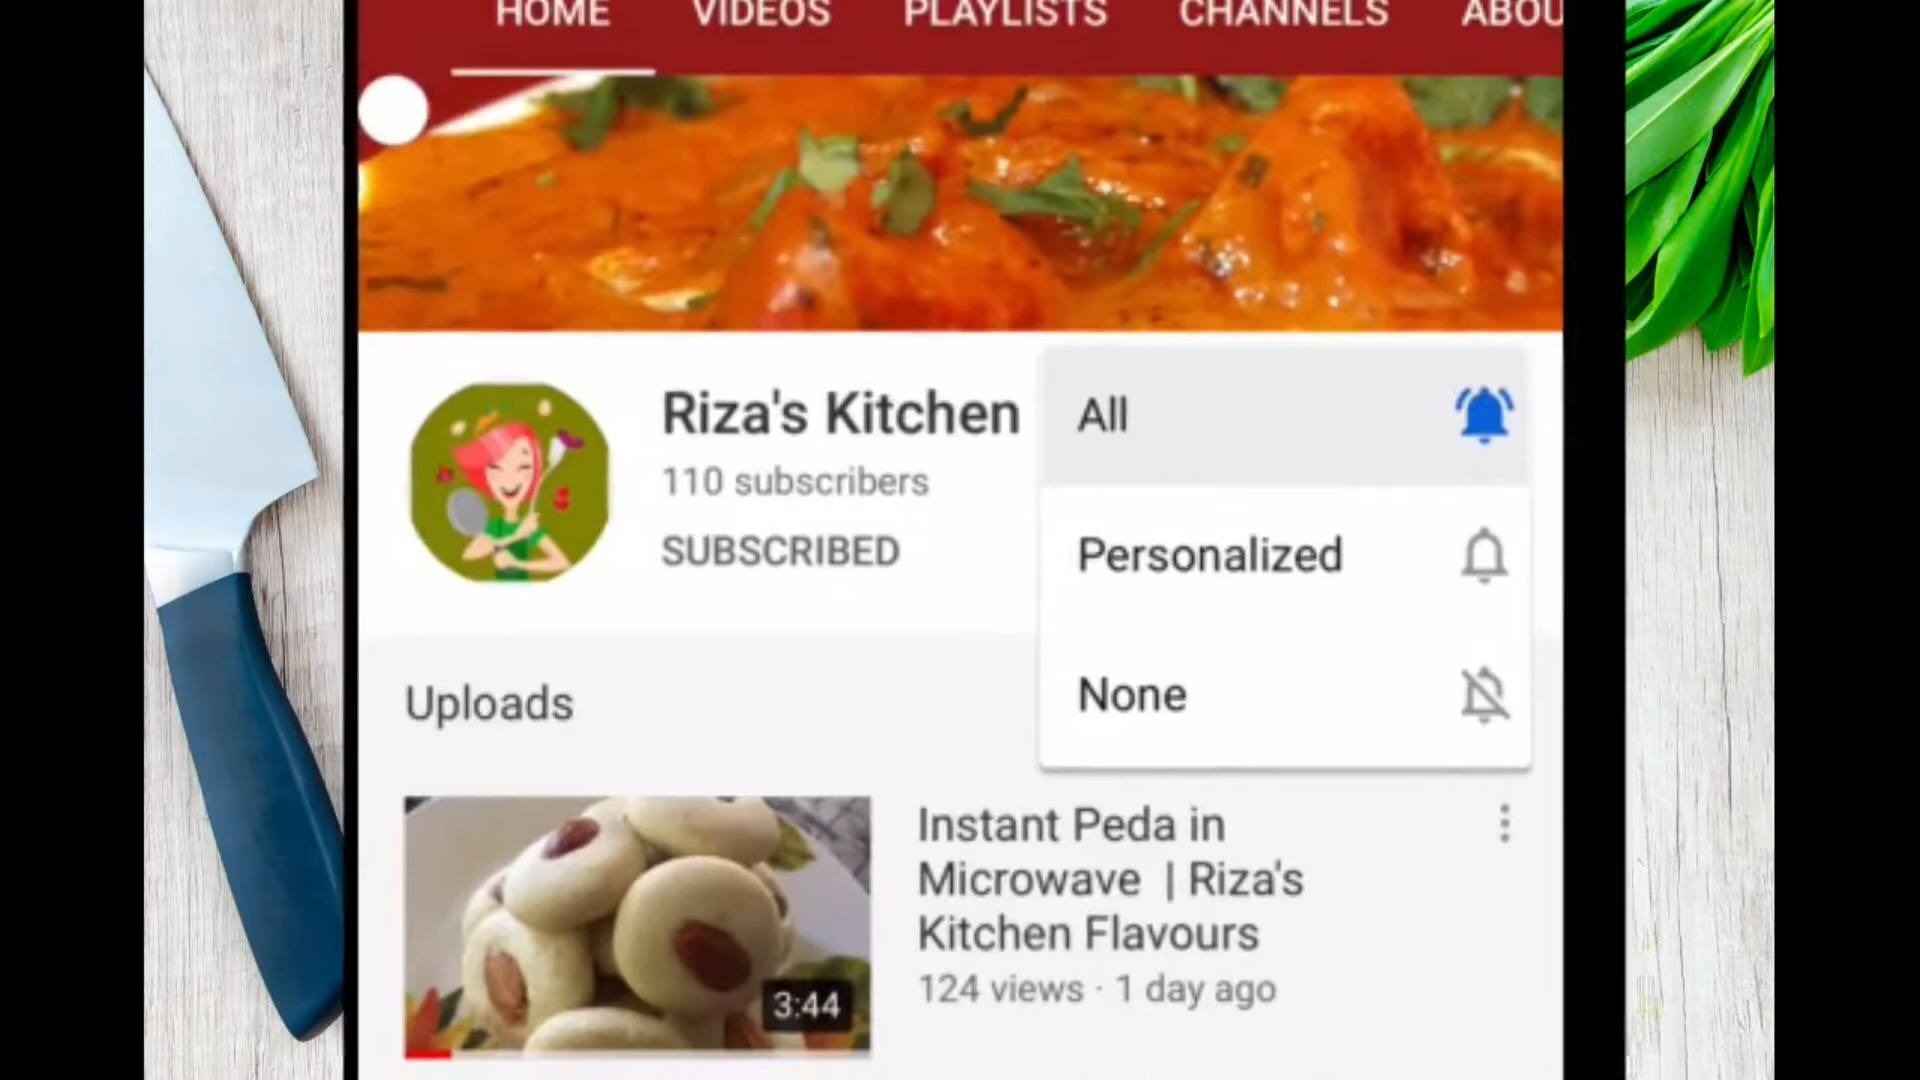 HOME VIDEOS PLAYLISTS CHANNELS ABOU
Riza's Kitchen
110 subscribers
SUBSCRIBED
All
Personalized
None
Uploads
3:44
Instant Peda in
Microwave | Riza's
Kitchen Flavours
124 views · 1 day ago